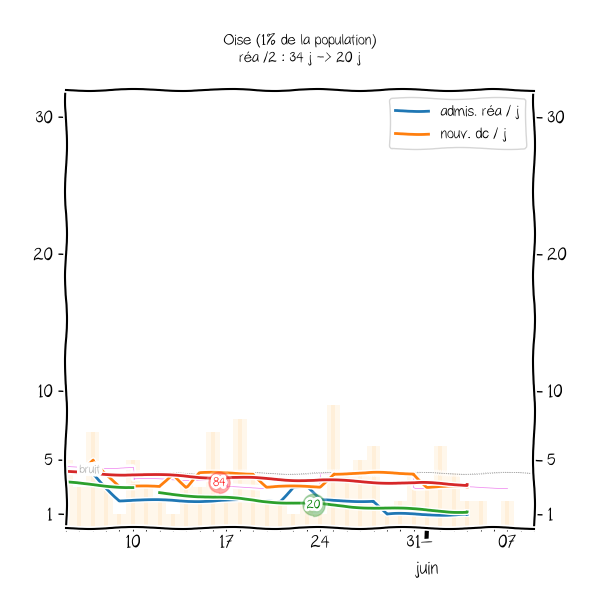 Oise (1% de la population)
réa /2 : 34 j -> 20 j
admis. réa / j
nouv. dc / j
30 30
20 20
10 10
5 5
1 1
bruit
84
20
10 17 24 31 07
juin